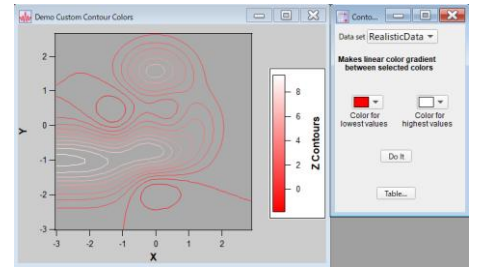 Demo Custom Contour Colors
2
1
0
-1
-2
-3
Y
-3 -2 -1 0 1 2
X
8
6
4
2
0
Z Contours
Conto...
Data set RealisticData
Makes linear color gradient
between selected colors
Color for lowest values
Color for highest values
Do It
Table...